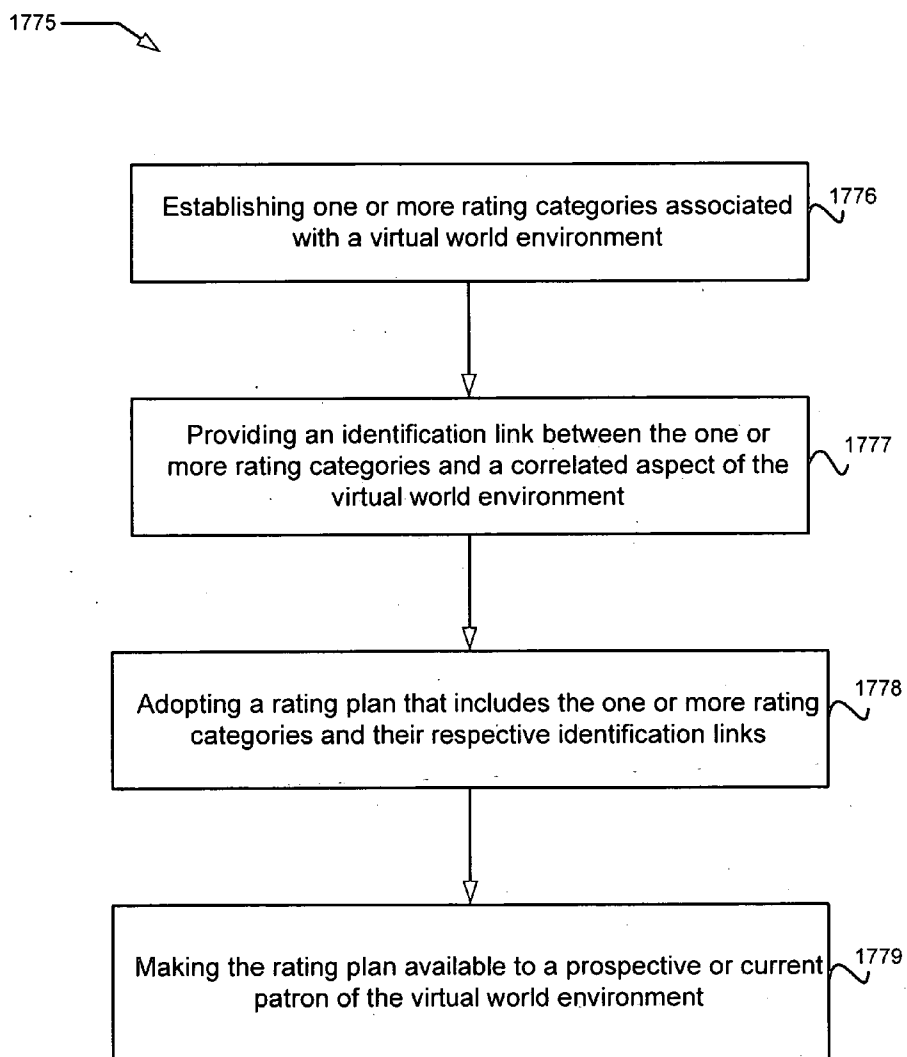 1775
Establishing one or more rating categories associated
with a virtual world environment
1776
Providing an identification link between the one or
more rating categories and a correlated aspect of the
virtual world environment
1777
Adopting a rating plan that includes the one or more rating
categories and their respective identification links
1778
Making the rating plan available to a prospective or current
patron of the virtual world environment
1779